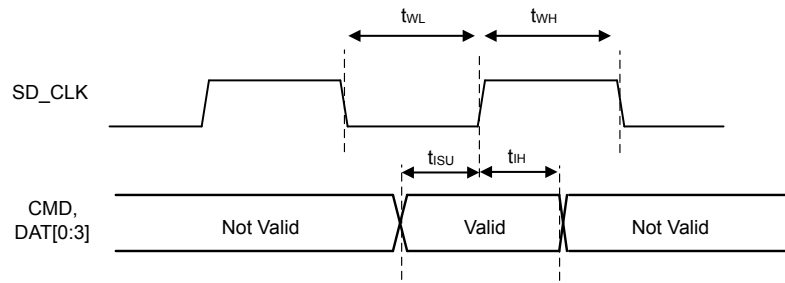 tWL
tWH
SD_CLK
tISU
tIH
CMD,
DAT[0:3]
Not Valid
Valid
Not Valid